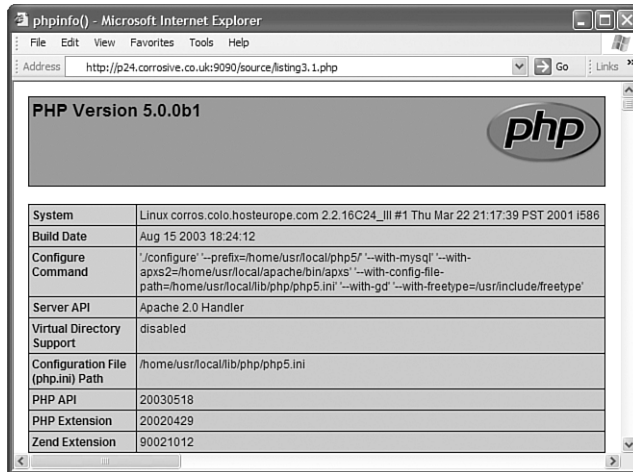 phpinfo() - Microsoft Internet Explorer
File Edit View Favorites Tools Help
Address http://p24.corrosive.co.uk:9090/source/listing3.1.php Go Links »
PHP Version 5.0.0b1
php
System Linux corros.colo.hosteurope.com 2.2.16C24_III #1 Thu Mar 22 21:17:39 PST 2001 i586
Build Date Aug 15 2003 18:24:12
Configure './configure' '--prefix=/home/usr/local/php5/' '--with-mysql' '--with-
Command apxs2=/home/usr/local/apache/bin/apxs' '--with-config-file-
path=/home/usr/local/lib/php/php5.ini' '--with-gd' '--with-freetype=/usr/include/freetype'
Server API Apache 2.0 Handler
Virtual Directory disabled
Support
Configuration File /home/usr/local/lib/php/php5.ini
(php.ini) Path
PHP API 20030518
PHP Extension 20020429
Zend Extension 90021012